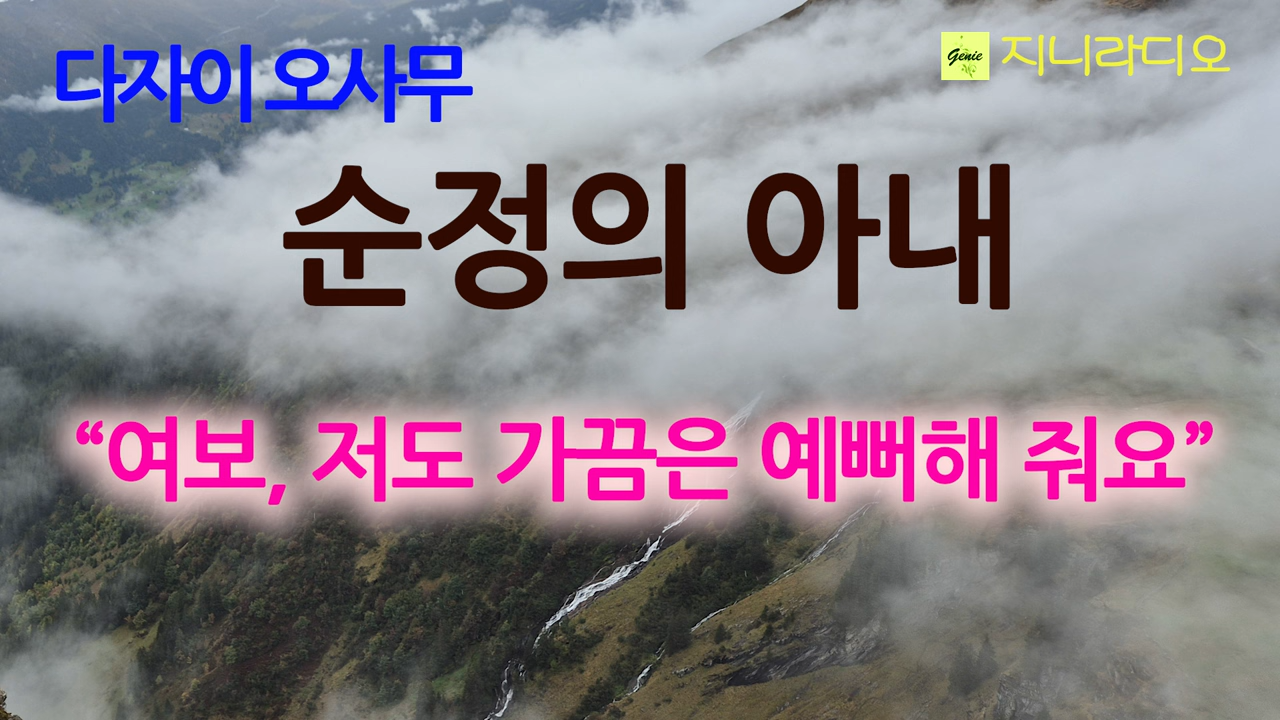 다자이 오사무
Genie 지니라디오
순정의 아내
“여보, 저도 가끔은 예뻐해 줘요”